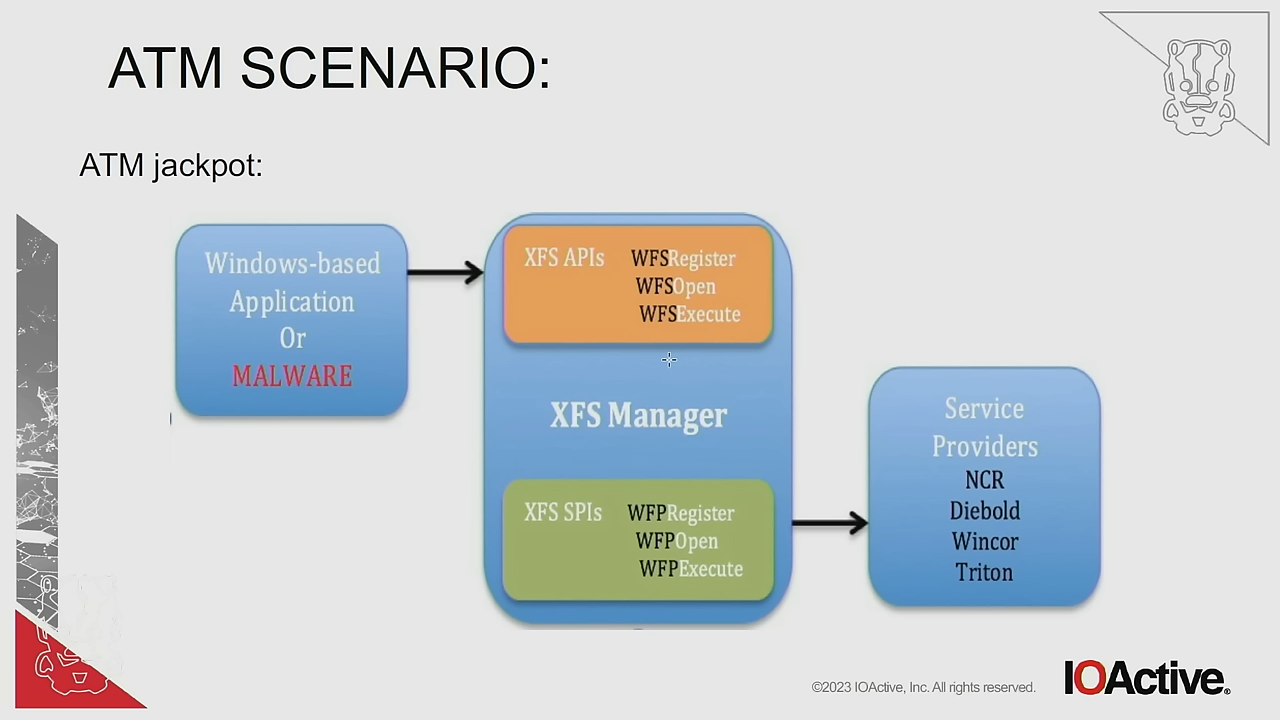 ATM SCENARIO:
ATM jackpot:
Windows-based
Application
Or
MALWARE
XFS APIs WFSRegister
WFSOpen
WFSExecute
XFS Manager
XFS SPIs WFPRegister
WFPOpen
WFPExecute
Service
Providers
NCR
Diebold
Wincor
Triton
©2023 IOActive, Inc. All rights reserved.
IOActive®